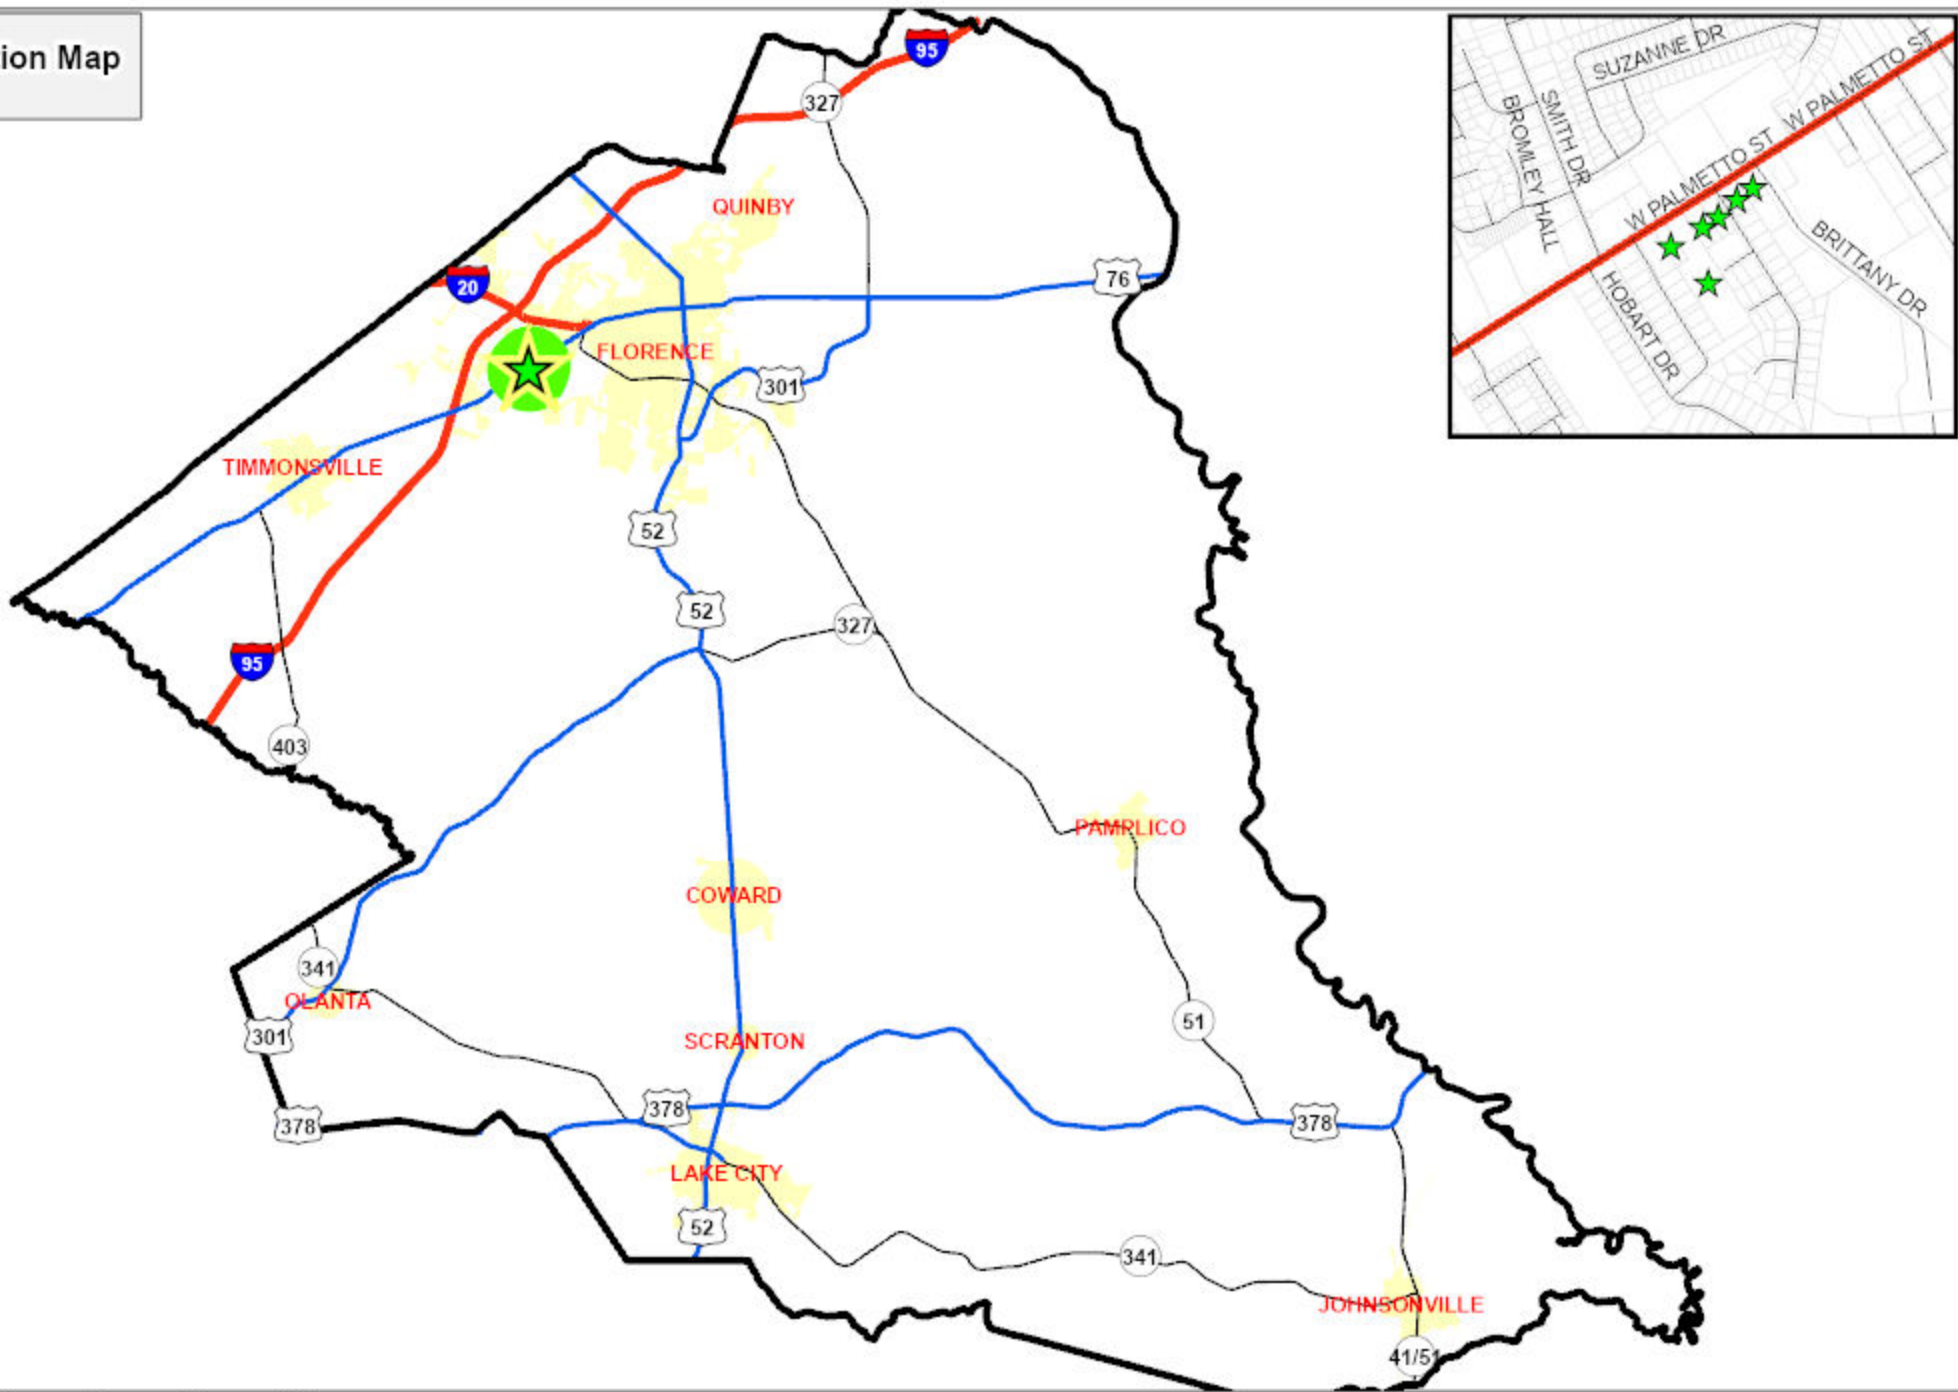 ion Map
95
327
QUINBY
20
76
FLORENCE
301
TIMMONSVILLE
52
52
327
95
403
PAMPLICO
COWARD
341
OLANTA
51
301
SCRANTON
378
378
378
LAKE CITY
52
341
JOHNSONVILLE
41/51
SUZANNE DR
W PALMETTO ST
SMITH DR
BROMLEY HALL
W PALMETTO ST
BRITTANY DR
HOBART DR